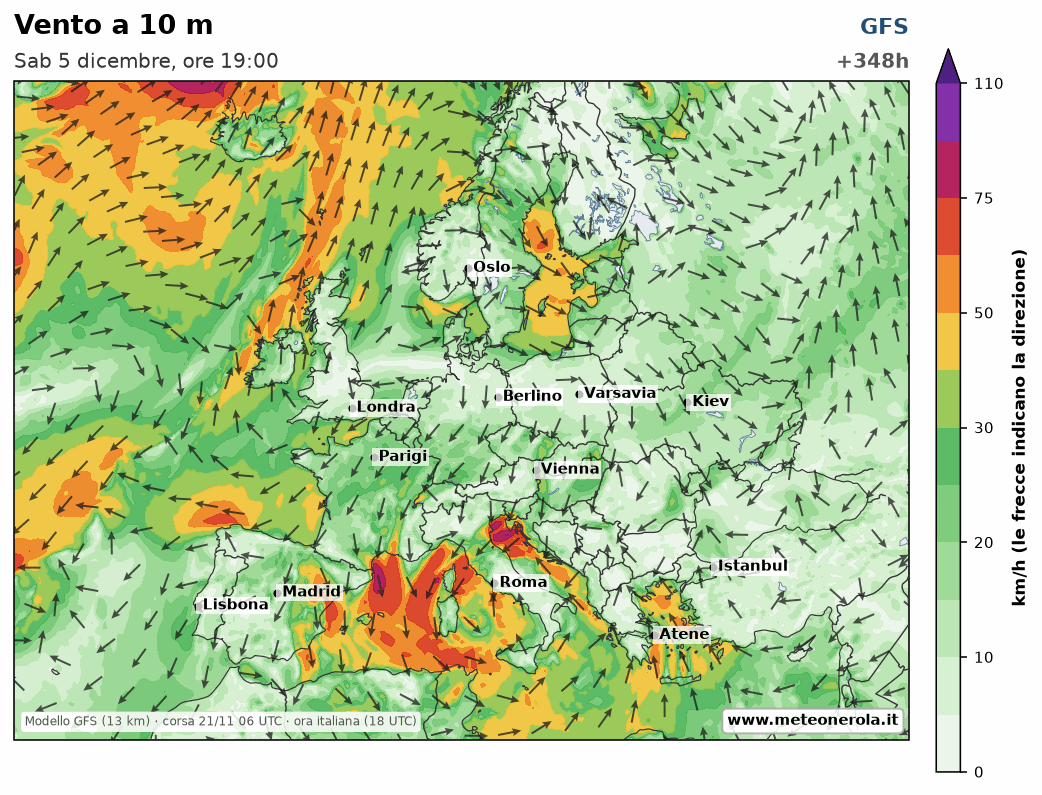 Vento a 10 m
GFS
Sab 5 dicembre, ore 19:00
+348h
110
75
50
30
20
10
0
km/h (le frecce indicano la direzione)
Oslo
Londra
Berlino
Varsavia
Kiev
Parigi
Vienna
Istanbul
Madrid
Roma
Lisbona
Atene
Modello GFS (13 km) · corsa 21/11 06 UTC · ora italiana (18 UTC)
www.meteonerola.it